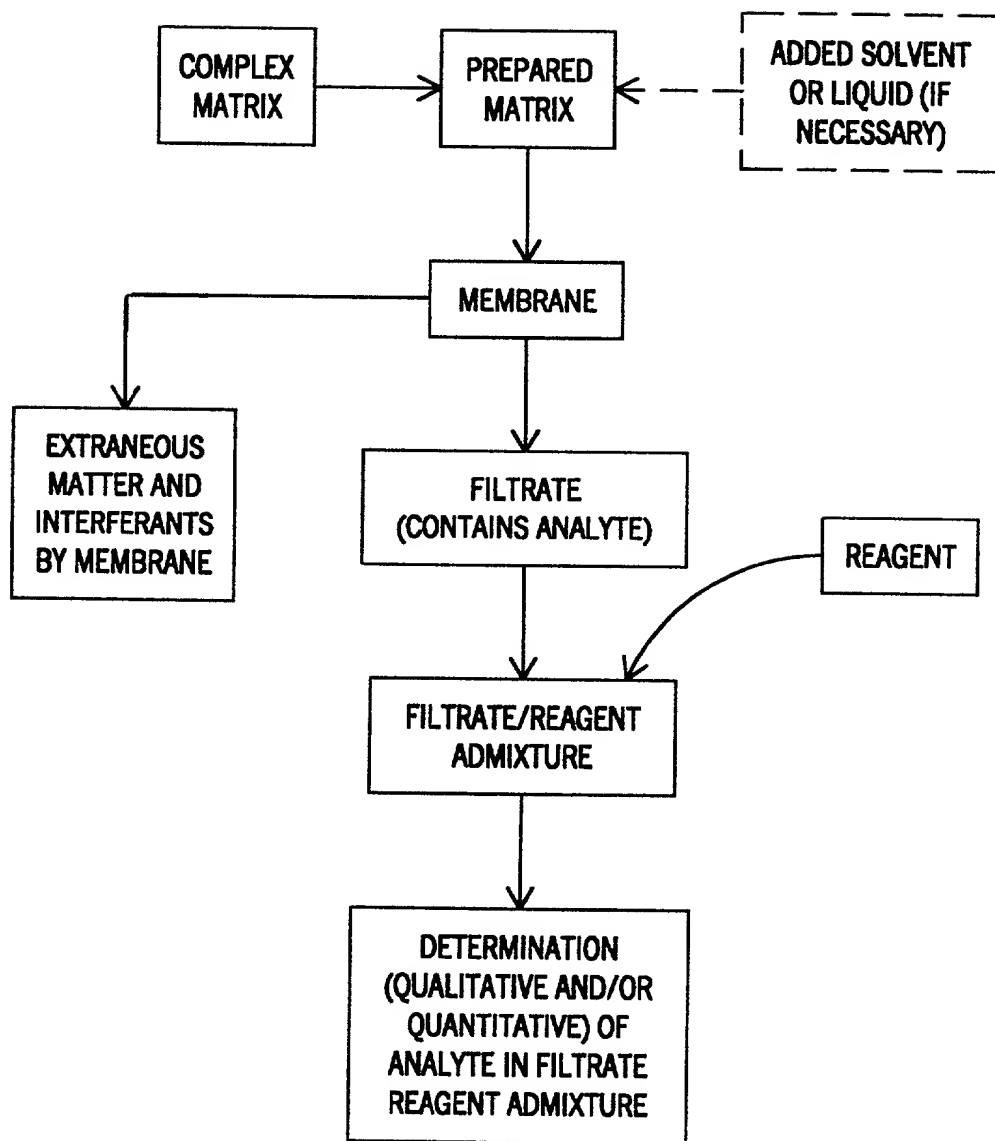 COMPLEX
MATRIX
PREPARED
MATRIX
ADDED SOLVENT
OR LIQUID (IF
NECESSARY)
MEMBRANE
EXTRANEOUS
MATTER AND
INTERFERANTS
BY MEMBRANE
FILTRATE
(CONTAINS ANALYTE)
REAGENT
FILTRATE/REAGENT
ADMIXTURE
DETERMINATION
(QUALITATIVE AND/OR
QUANTITATIVE) OF
ANALYTE IN FILTRATE
REAGENT ADMIXTURE